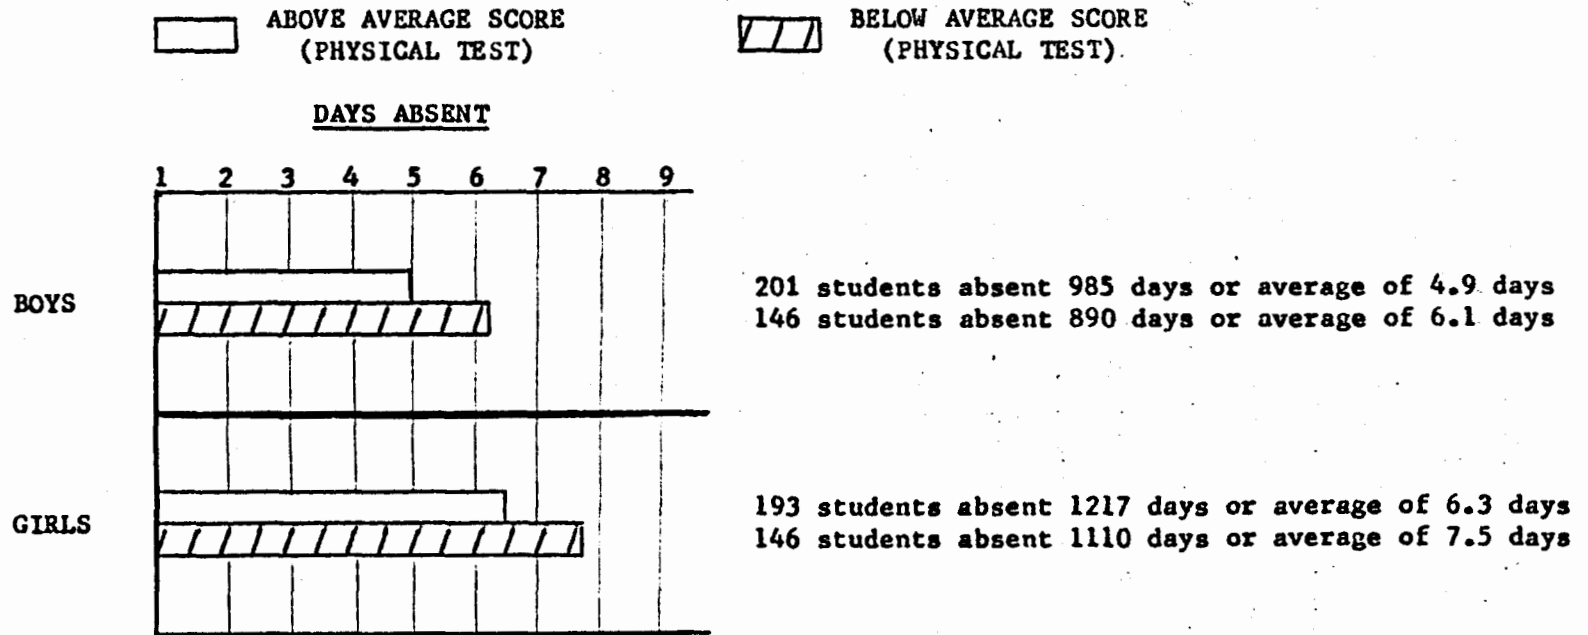 ABOVE AVERAGE SCORE
(PHYSICAL TEST)
BELOW AVERAGE SCORE
(PHYSICAL TEST).
DAYS ABSENT
1 2 3 4 5 6 7 8 9
BOYS
201 students absent 985 days or average of 4.9 days
146 students absent 890 days or average of 6.1 days
GIRLS
193 students absent 1217 days or average of 6.3 days
146 students absent 1110 days or average of 7.5 days